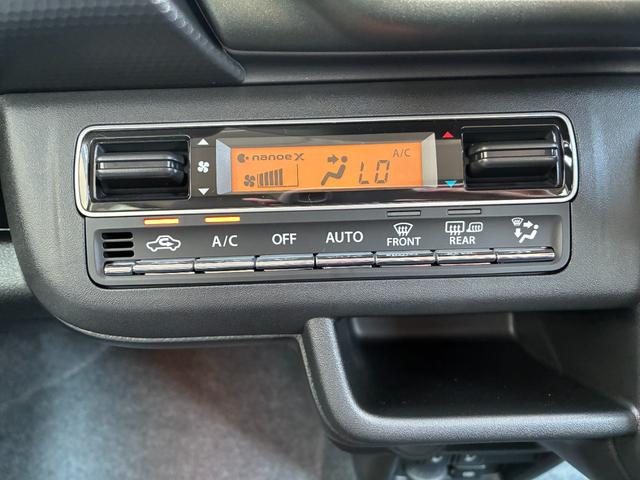 nanoeX A/C
LO
A/C OFF AUTO FRONT REAR